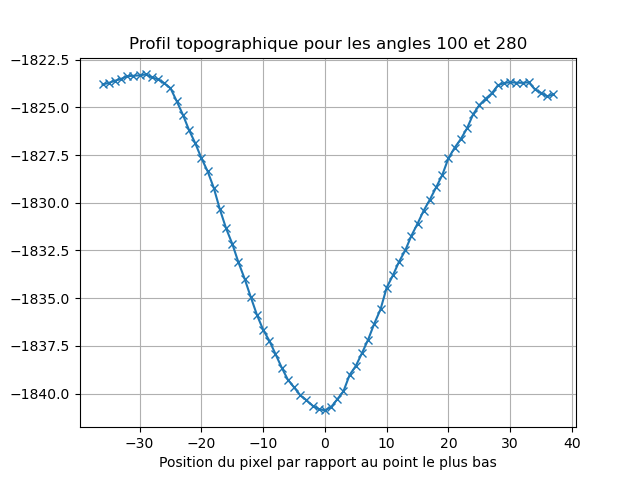 Profil topographique pour les angles 100 et 280
−1822.5
−1825.0
−1827.5
−1830.0
−1832.5
−1835.0
−1837.5
−1840.0
−30 −20 −10 0 10 20 30 40
Position du pixel par rapport au point le plus bas